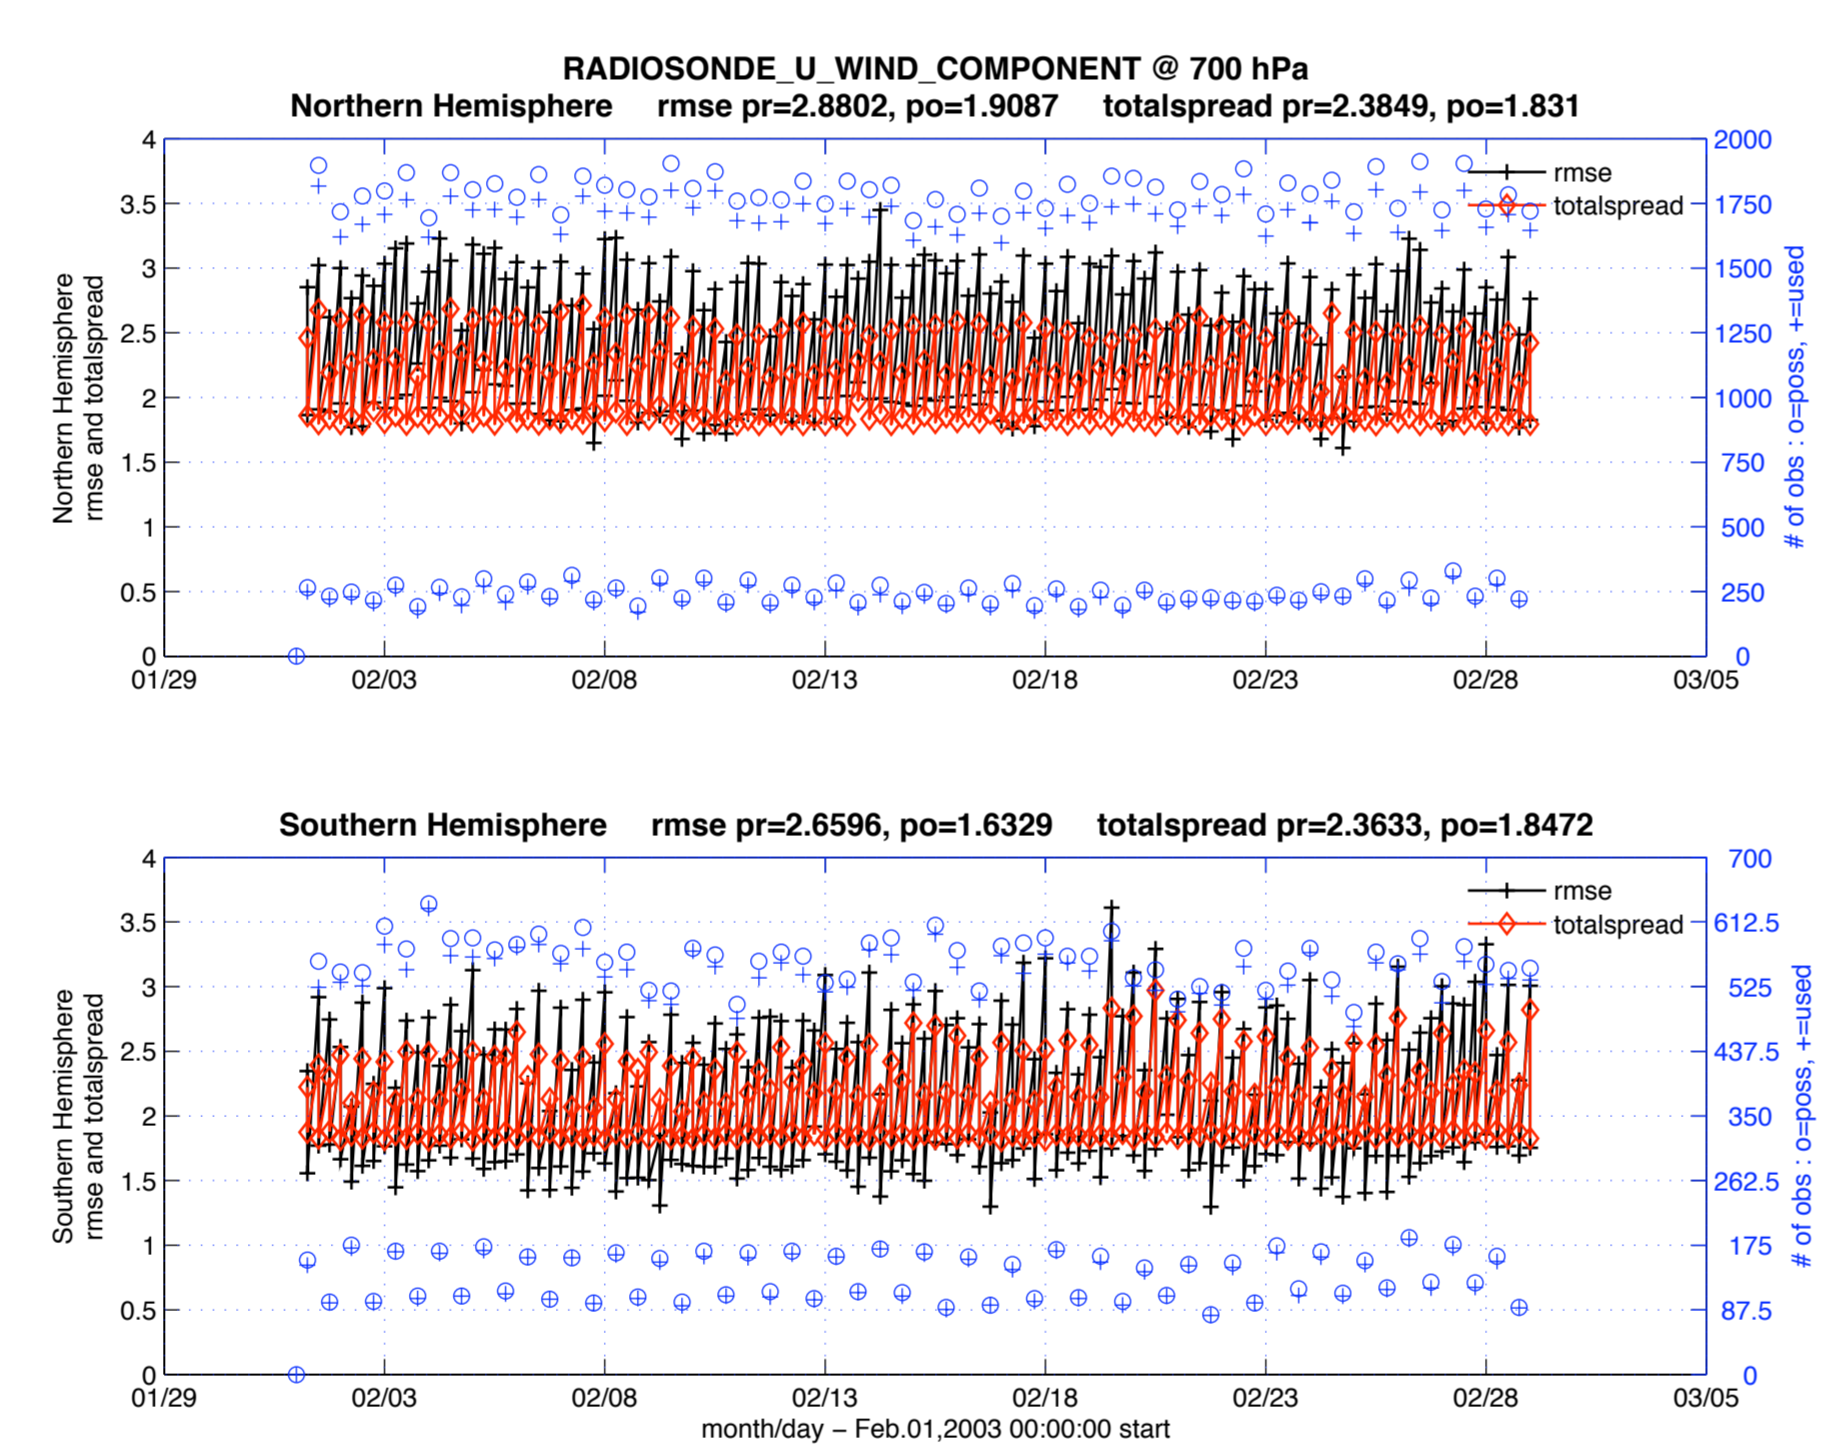 RADIOSONDE_U_WIND_COMPONENT @ 700 hPa
Northern Hemisphere rmse pr=2.8802, po=1.9087 totalspread pr=2.3849, po=1.831
Northern Hemisphere
rmse and totalspread
4
3.5
3
2.5
2
1.5
1
0.5
0
01/29 02/03 02/08 02/13 02/18 02/23 02/28 03/05
2000
1750
1500
1250
1000
750
500
250
0
# of obs : o=poss, +=used
rmse
totalspread
Southern Hemisphere rmse pr=2.6596, po=1.6329 totalspread pr=2.3633, po=1.8472
Southern Hemisphere
rmse and totalspread
4
3.5
3
2.5
2
1.5
1
0.5
0
01/29 02/03 02/08 02/13 02/18 02/23 02/28 03/05
700
612.5
525
437.5
350
262.5
175
87.5
0
# of obs : o=poss, +=used
rmse
totalspread
month/day − Feb.01,2003 00:00:00 start